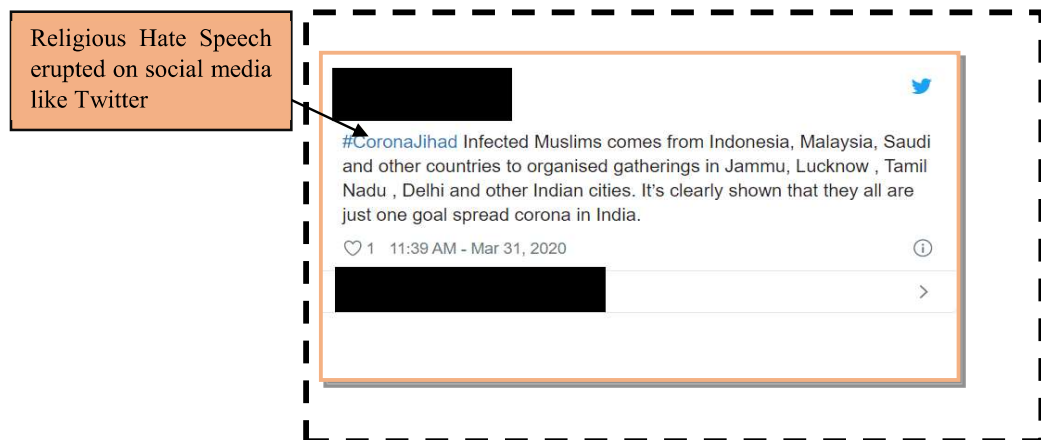 Religious Hate Speech
erupted on social media
like Twitter
#CoronaJihad Infected Muslims comes from Indonesia, Malaysia, Saudi
and other countries to organised gatherings in Jammu, Lucknow , Tamil
Nadu , Delhi and other Indian cities. It's clearly shown that they all are
just one goal spread corona in India.
1 11:39 AM - Mar 31, 2020